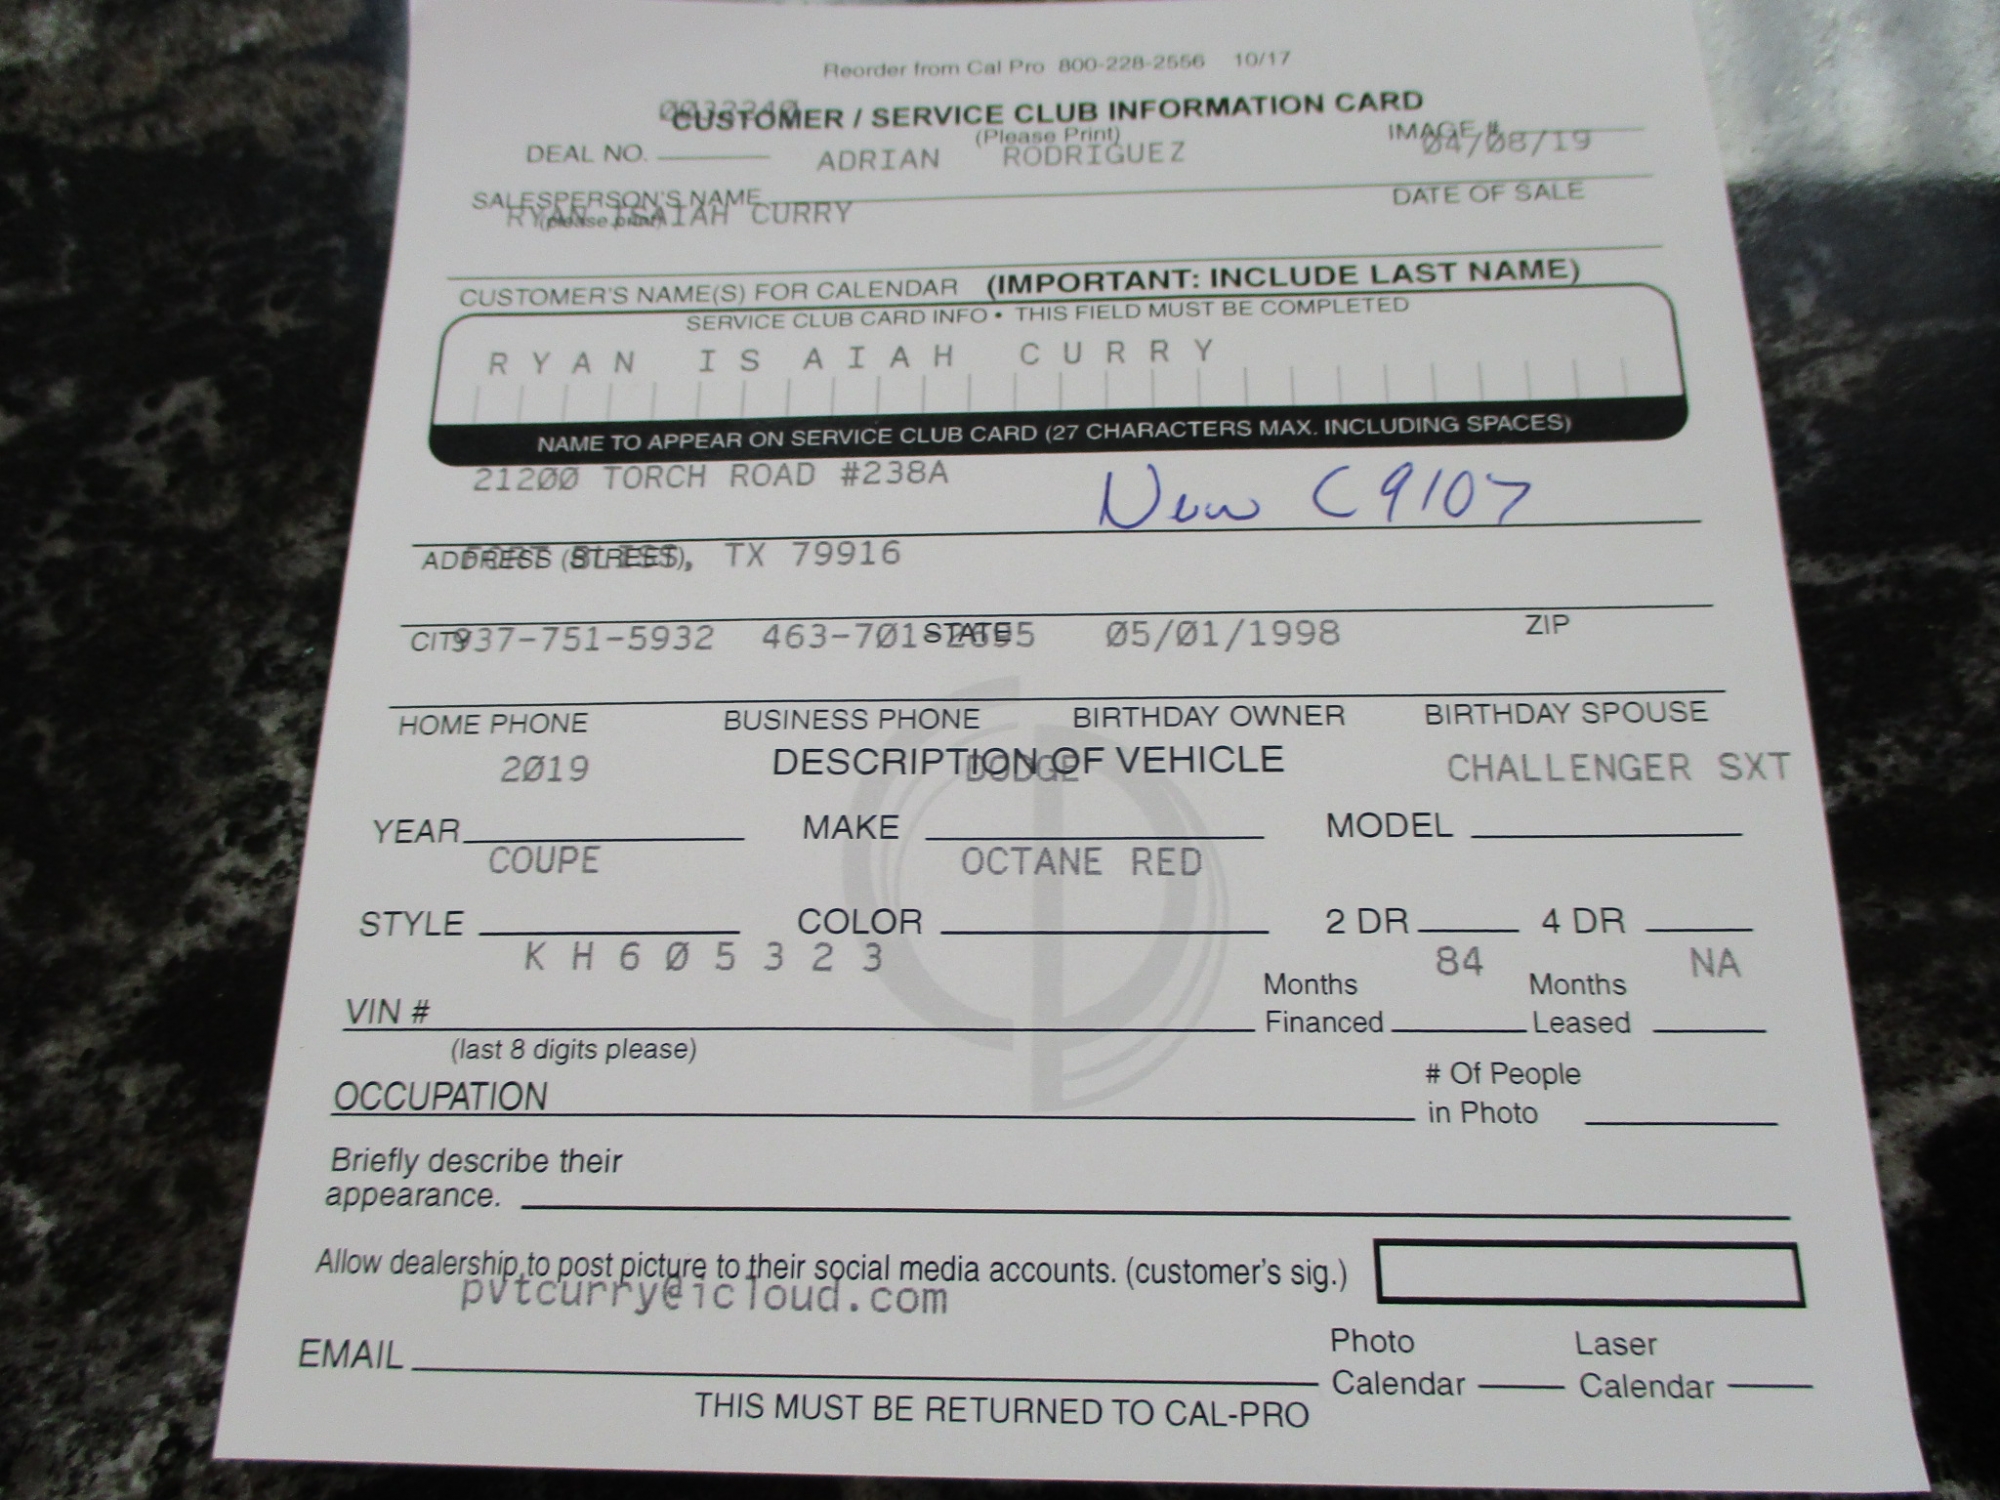 Reorder from Cal Pro 800-228-2556 10/17
CUSTOMER / SERVICE CLUB INFORMATION CARD
(Please Print)
DEAL NO. ADRIAN RODRIGUEZ IMAGE # 04/08/19
SALESPERSON'S NAME DATE OF SALE
(please print)
RYAN ISAIAH CURRY
CUSTOMER'S NAME(S) FOR CALENDAR (IMPORTANT: INCLUDE LAST NAME)
SERVICE CLUB CARD INFO • THIS FIELD MUST BE COMPLETED
RYAN ISAIAH CURRY
NAME TO APPEAR ON SERVICE CLUB CARD (27 CHARACTERS MAX. INCLUDING SPACES)
21200 TORCH ROAD #238A
New C9107
ADDRESS (STREET) , TX 79916
CITY STATE ZIP
937-751-5932 463-701- 05/01/1998
HOME PHONE BUSINESS PHONE BIRTHDAY OWNER BIRTHDAY SPOUSE
DESCRIPTION OF VEHICLE
2019 DODGE CHALLENGER SXT
YEAR MAKE MODEL
COUPE OCTANE RED
STYLE COLOR 2 DR 4 DR
KH605323 84 NA
VIN # Months Financed Months Leased
(last 8 digits please)
OCCUPATION # Of People in Photo
Briefly describe their
appearance.
Allow dealership to post picture to their social media accounts. (customer's sig.)
pvtcurry@icloud.com
EMAIL Photo Calendar Laser Calendar
THIS MUST BE RETURNED TO CAL-PRO